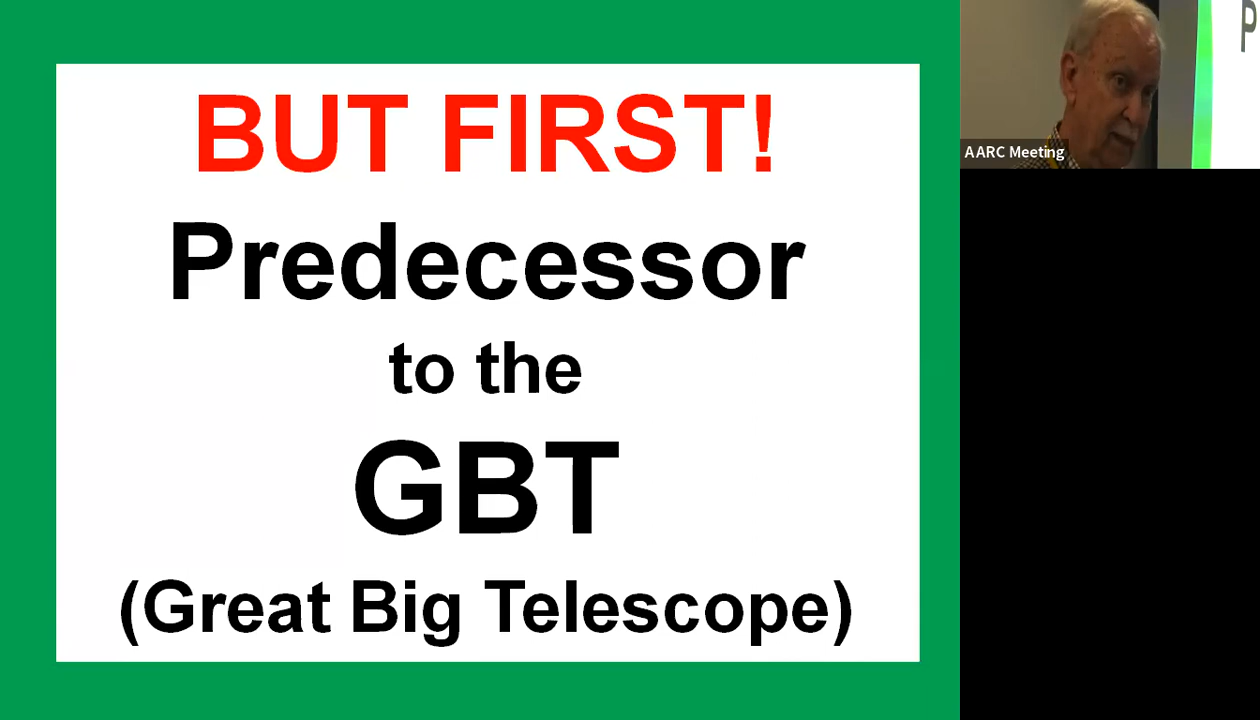 BUT FIRST!
Predecessor
to the
GBT
(Great Big Telescope)
P
AARC Meeting